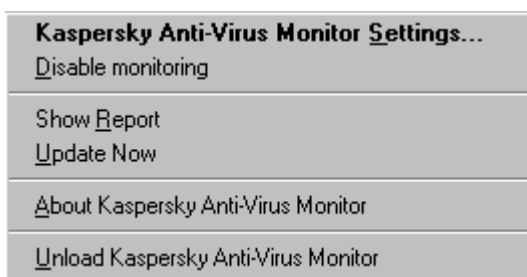 Kaspersky Anti-Virus Monitor Settings...
Disable monitoring
Show Report
Update Now
About Kaspersky Anti-Virus Monitor
Unload Kaspersky Anti-Virus Monitor